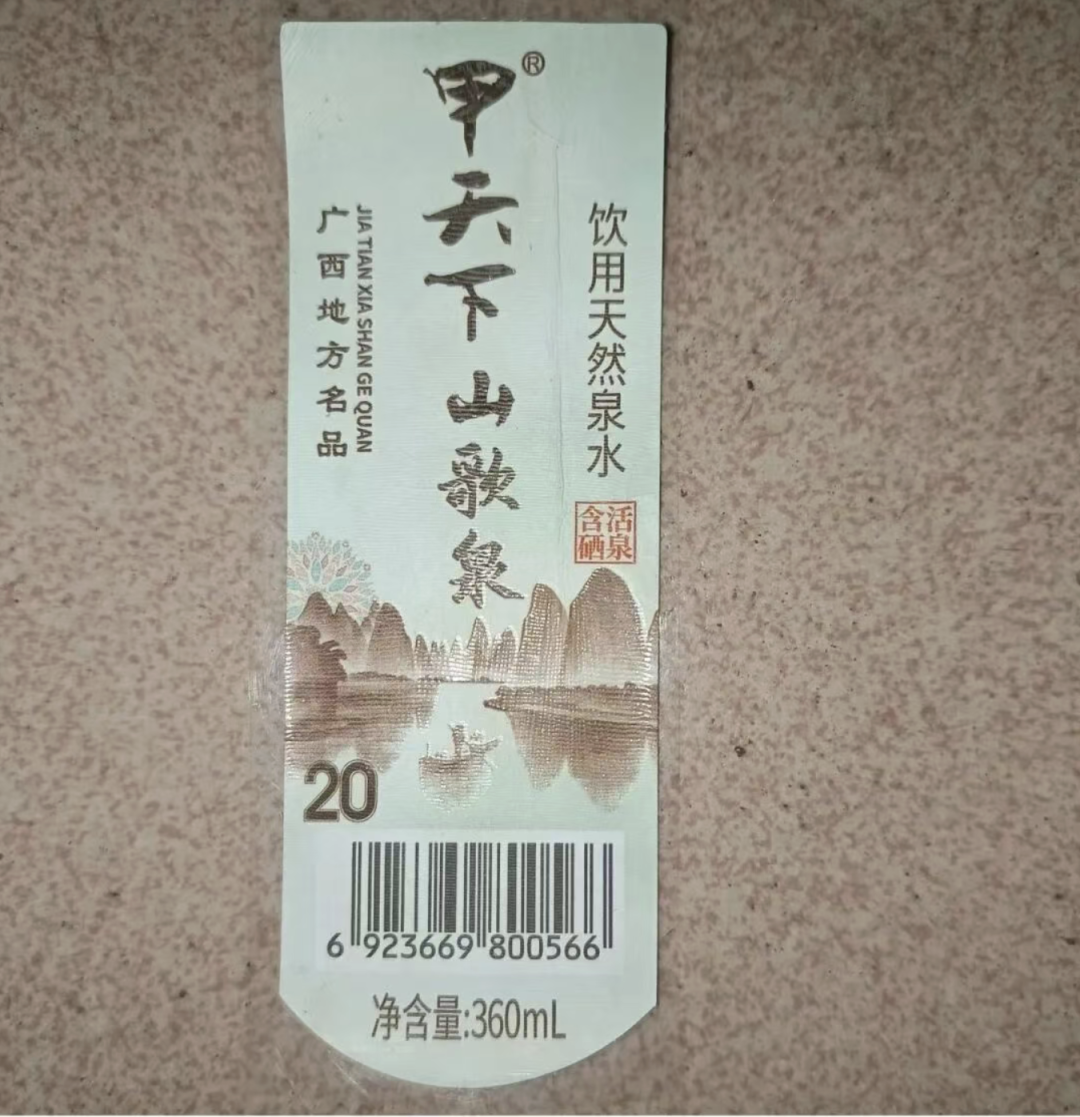 甲天下山歌泉®
广西地方名品
JIA TIAN XIA SHAN GE QUAN
饮用天然泉水
活泉
含硒
20
6 923669 800566
净含量:360mL